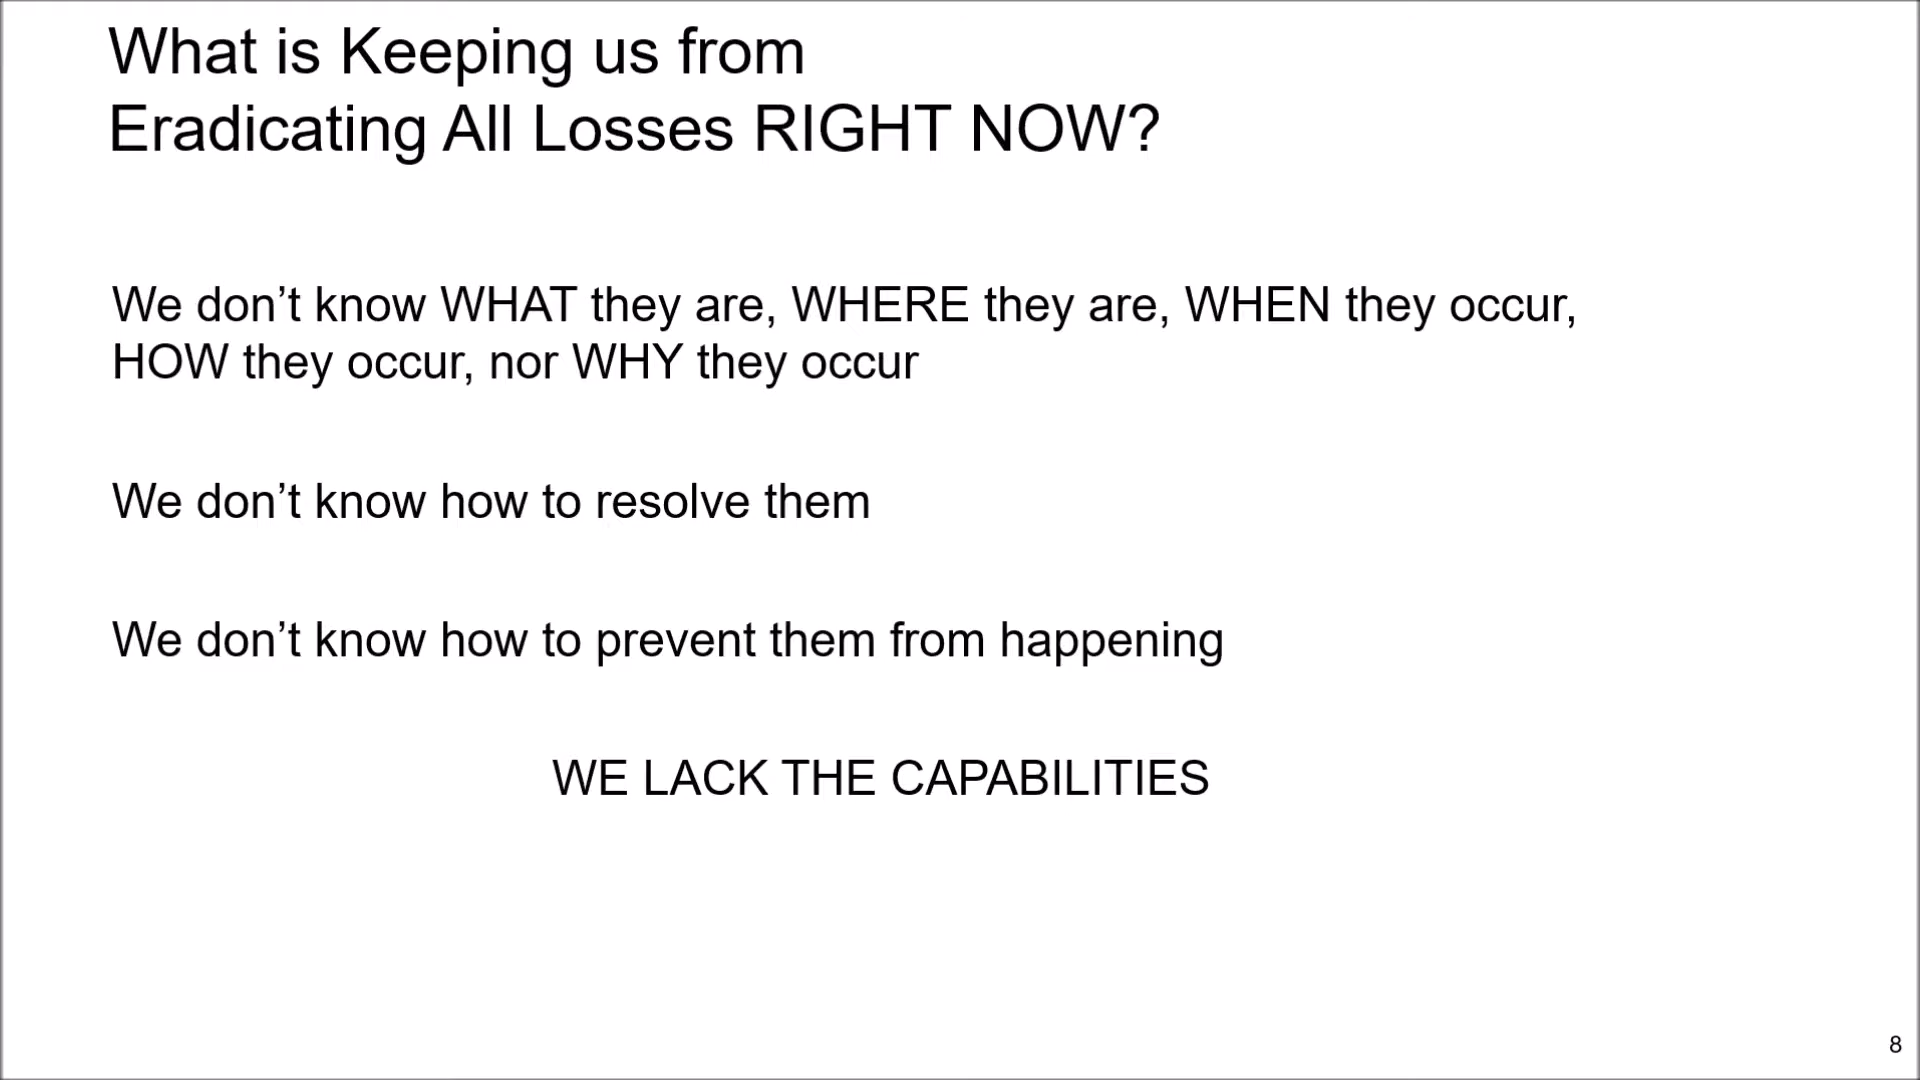 What is Keeping us from
Eradicating All Losses RIGHT NOW?
We don’t know WHAT they are, WHERE they are, WHEN they occur,
HOW they occur, nor WHY they occur
We don’t know how to resolve them
We don’t know how to prevent them from happening
WE LACK THE CAPABILITIES
8